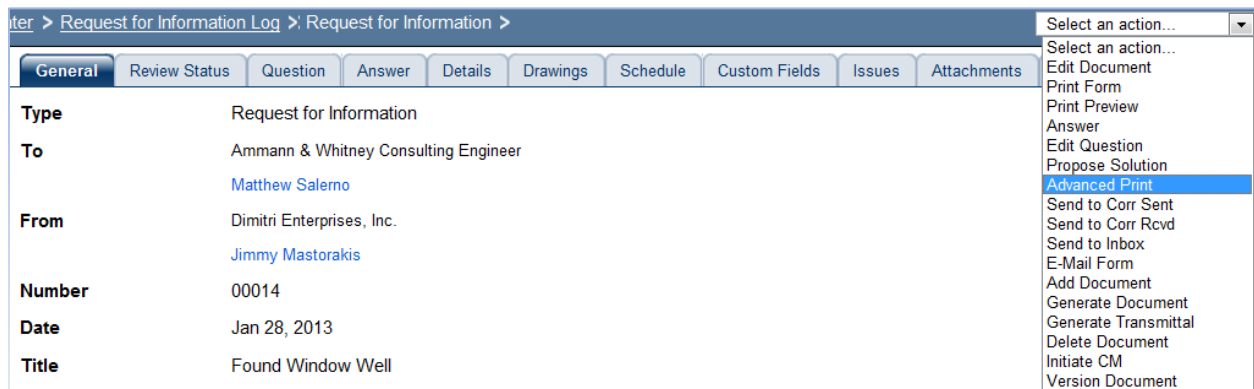 ter > Request for Information Log > Request for Information >
Select an action...
General Review Status Question Answer Details Drawings Schedule Custom Fields Issues Attachments
Type Request for Information
To Ammann & Whitney Consulting Engineer
Matthew Salerno
From Dimitri Enterprises, Inc.
Jimmy Mastorakis
Number 00014
Date Jan 28, 2013
Title Found Window Well
Select an action...
Edit Document
Print Form
Print Preview
Answer
Edit Question
Propose Solution
Advanced Print
Send to Corr Sent
Send to Corr Rcvd
Send to Inbox
E-Mail Form
Add Document
Generate Document
Generate Transmittal
Delete Document
Initiate CM
Version Document